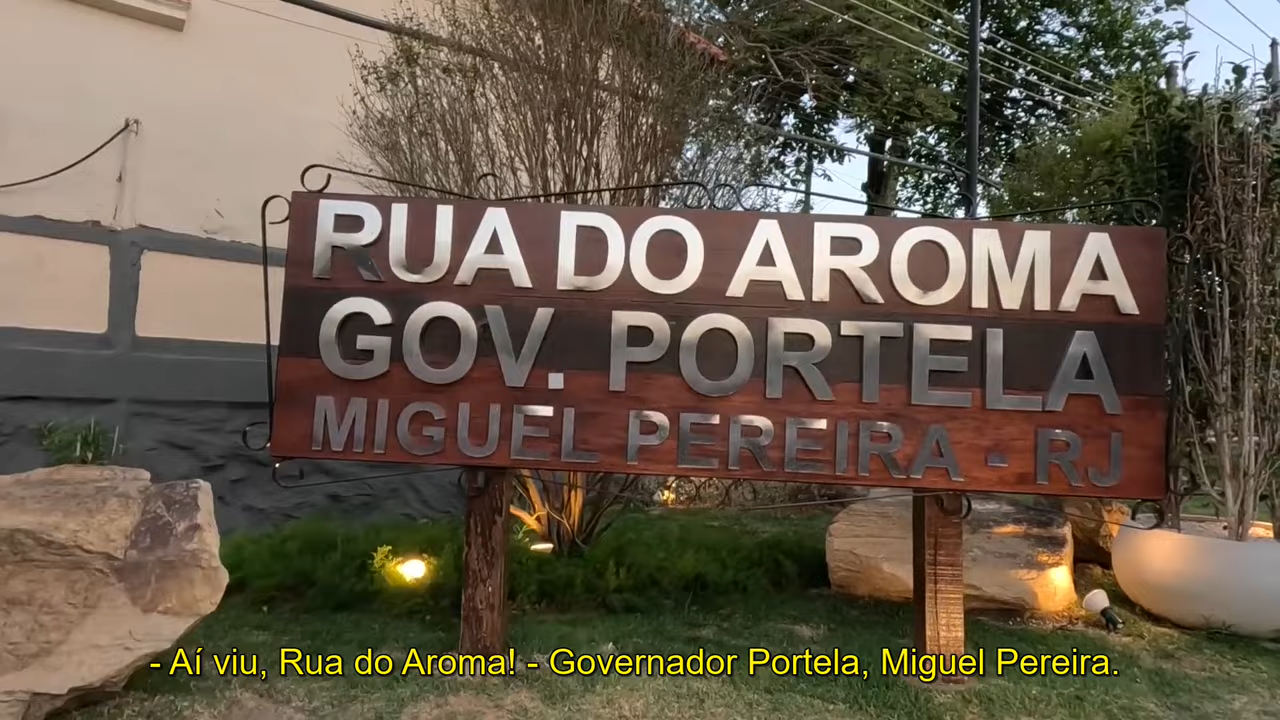 RUA DO AROMA
GOV. PORTELA
MIGUEL PEREIRA - RJ
- Aí viu, Rua do Aroma! - Governador Portela, Miguel Pereira.